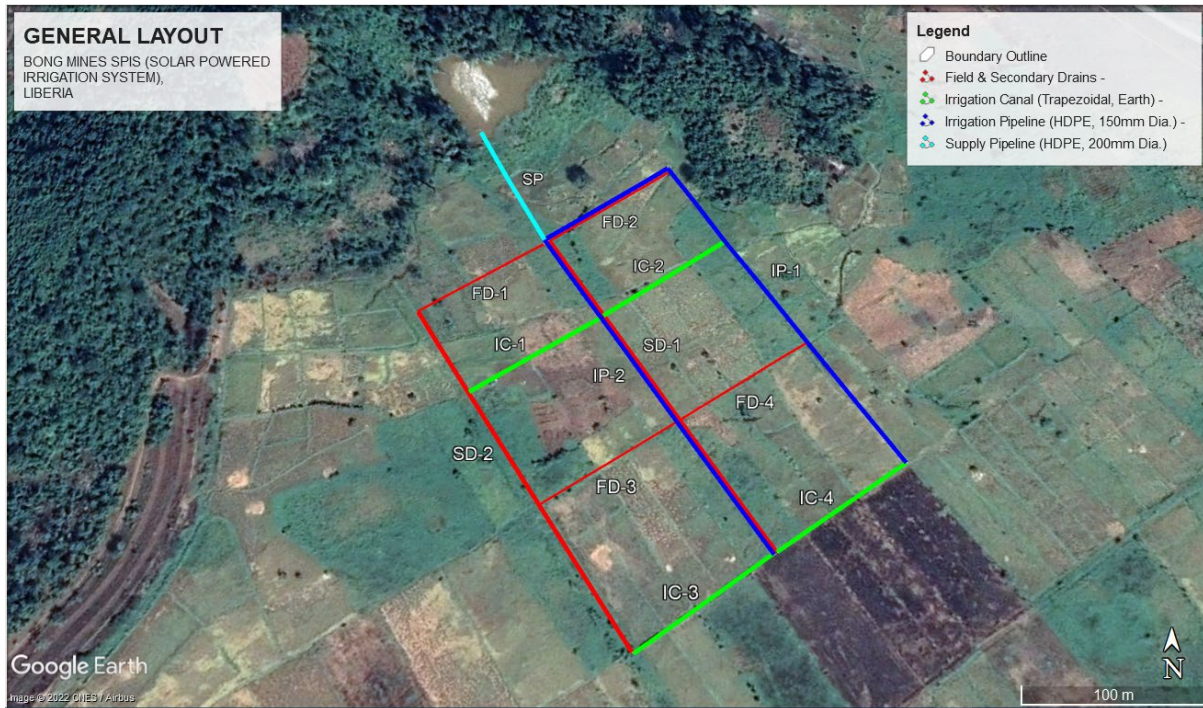 GENERAL LAYOUT
BONG MINES SPIS (SOLAR POWERED
IRRIGATION SYSTEM),
LIBERIA
Legend
Boundary Outline
Field & Secondary Drains -
Irrigation Canal (Trapezoidal, Earth) -
Irrigation Pipeline (HDPE, 150mm Dia.) -
Supply Pipeline (HDPE, 200mm Dia.)
SP
FD-2
IC-2
IP-1
FD-1
IC-1
SD-1
IP-2
FD-4
SD-2
FD-3
IC-4
IC-3
Google Earth
Image © 2022 CNES / Airbus
N
100 m